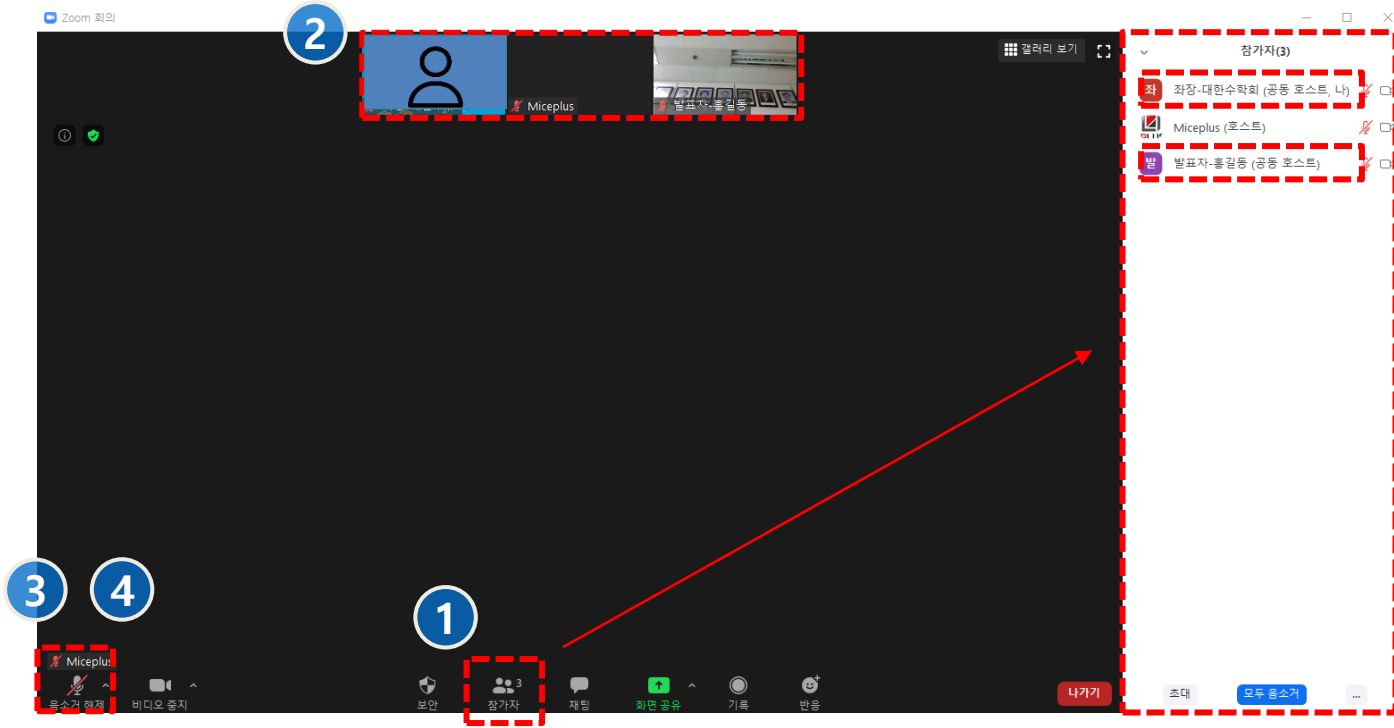 Zoom 회의
2
갤러리 보기
참가자(3)
Miceplus
발표자-홍길동
좌 좌장-대한수학회 (공동 호스트, 나)
Miceplus (호스트)
발 발표자-홍길동 (공동 호스트)
3
4
1
Miceplus
음소거 해제
비디오 중지
보안
3
참가자
채팅
화면 공유
기록
반응
나가기
초대
모두 음소거
...